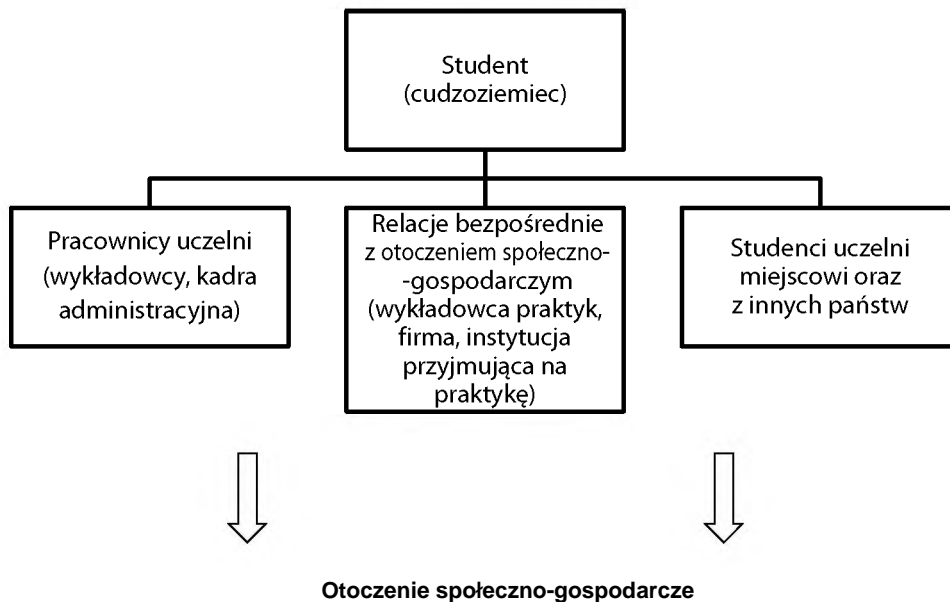 Student
(cudzoziemiec)
Pracownicy uczelni
(wykładowcy, kadra
administracyjna)
Relacje bezpośrednie
z otoczeniem społeczno-
-gospodarczym
(wykładowca praktyk,
firma, instytucja
przyjmująca na
praktykę)
Studenci uczelni
miejscowi oraz
z innych państw
Otoczenie społeczno-gospodarcze